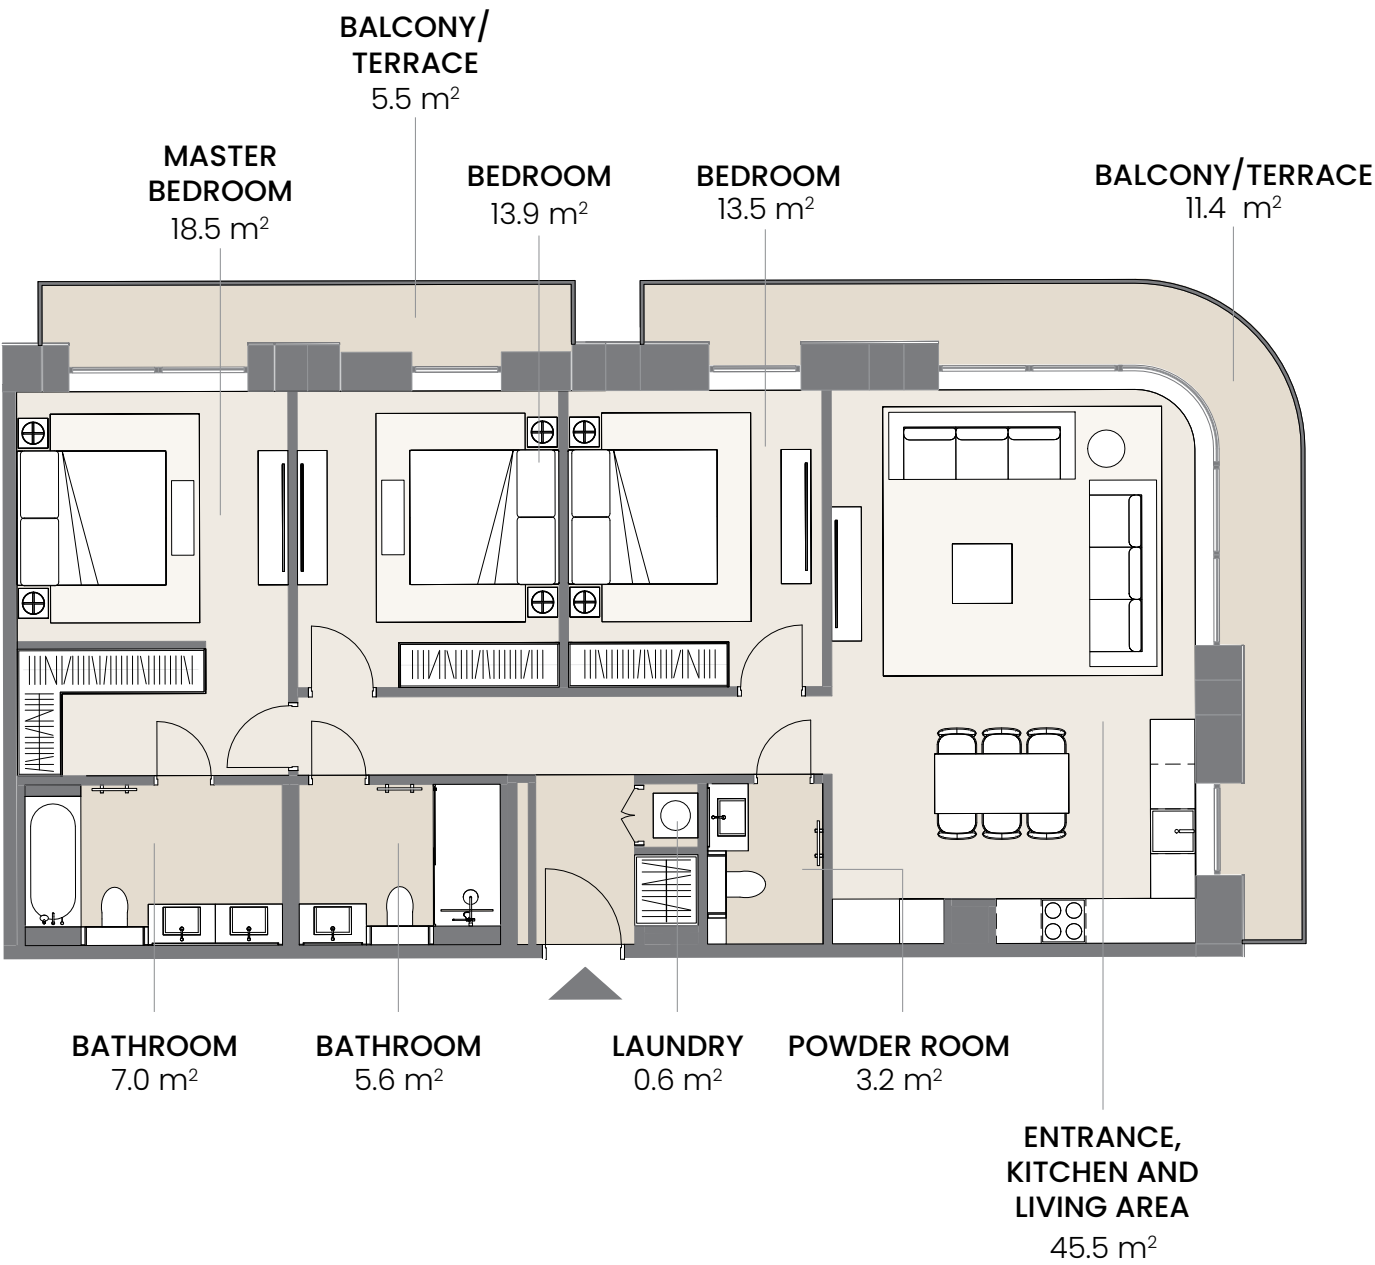 BALCONY/
TERRACE
5.5 m²
MASTER
BEDROOM
18.5 m²
BEDROOM
13.9 m²
BEDROOM
13.5 m²
BALCONY/TERRACE
11.4 m²
BATHROOM
7.0 m²
BATHROOM
5.6 m²
LAUNDRY
0.6 m²
POWDER ROOM
3.2 m²
ENTRANCE,
KITCHEN AND
LIVING AREA
45.5 m²